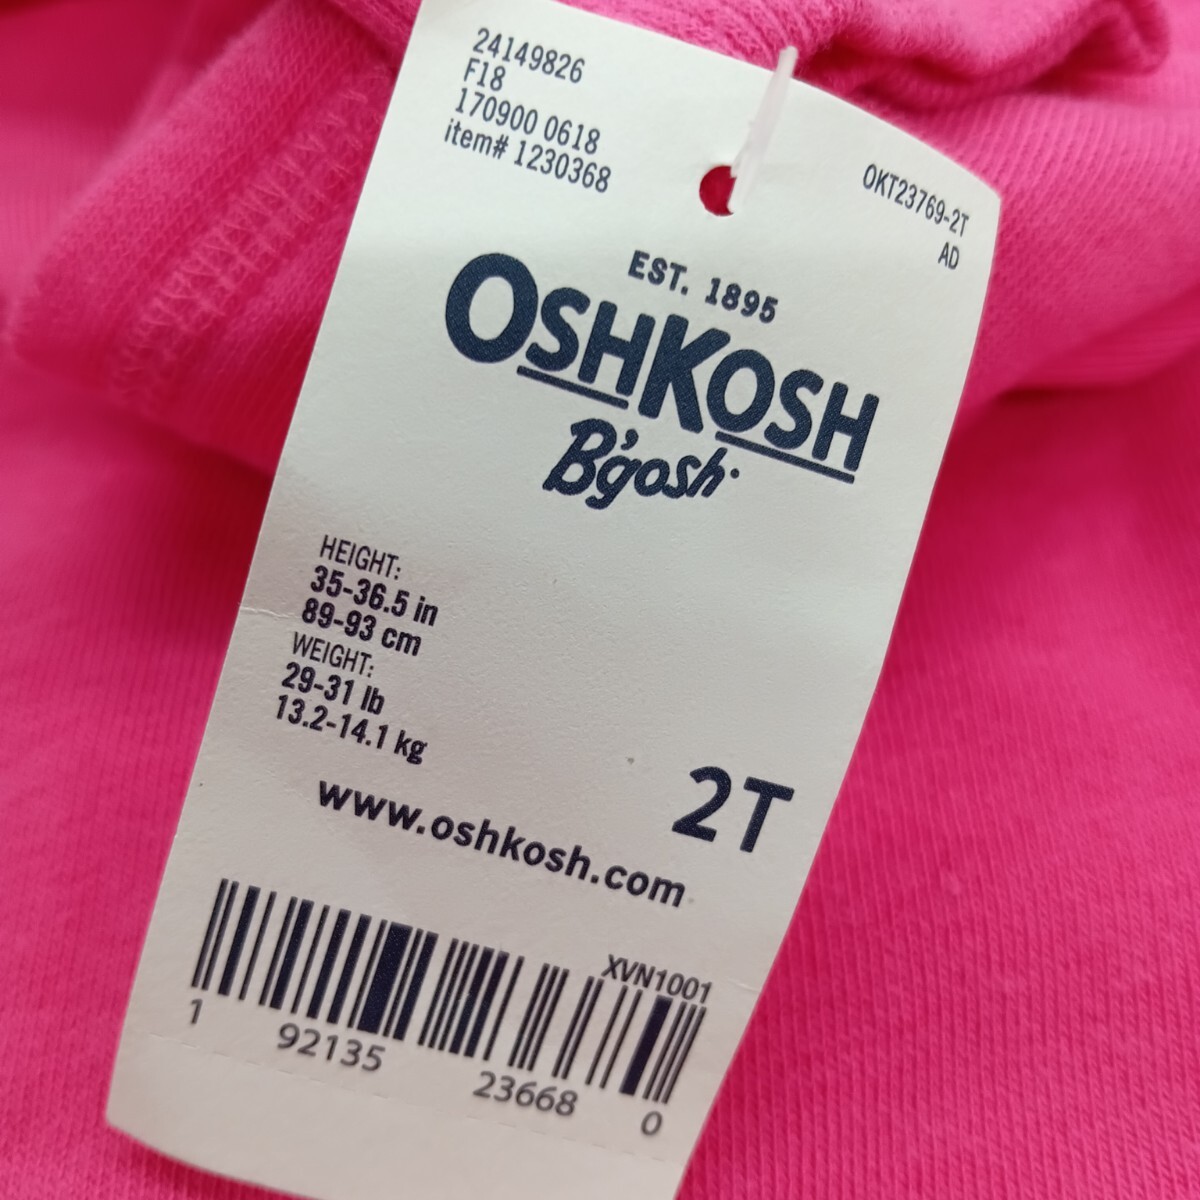 24149826
F18
170900 0618
item# 1230368
OKT23769-2T
AD
EST. 1895
OSHKOSH
B'gosh
HEIGHT:
35-36.5 in
89-93 cm
WEIGHT:
29-31 lb
13.2-14.1 kg
2T
www.oshkosh.com
XVN1001
1 92135 23668 0